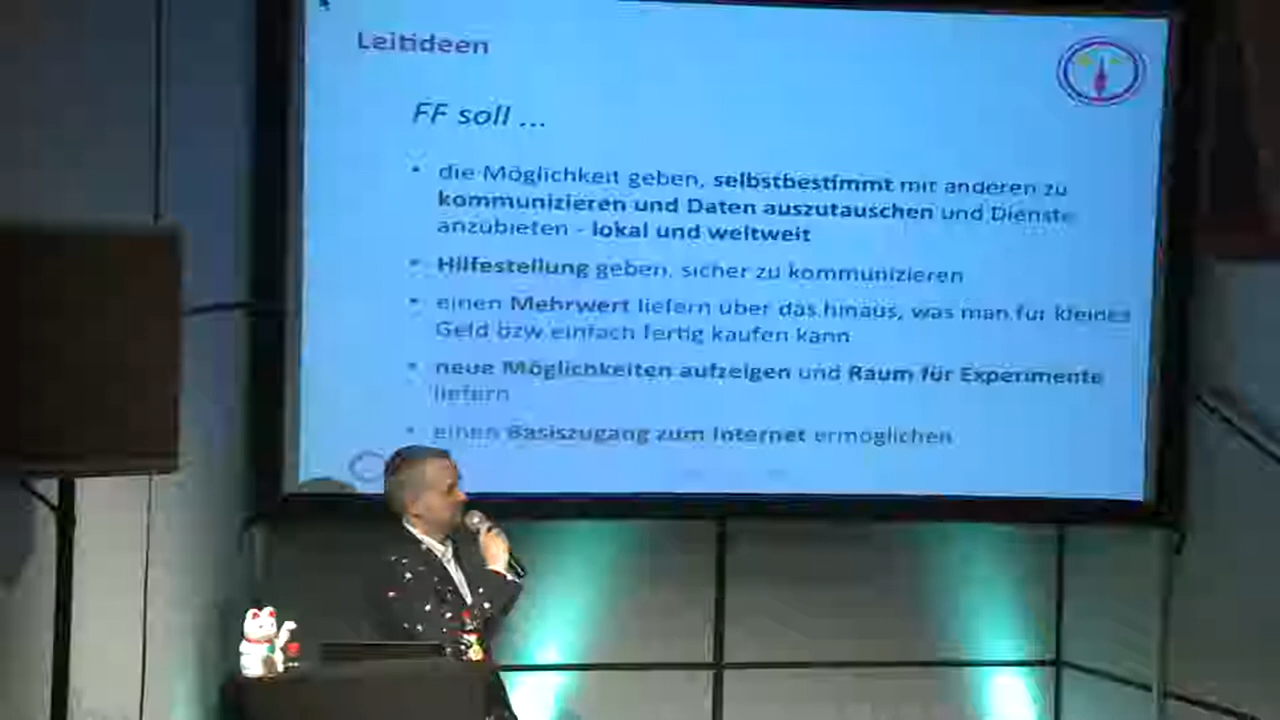 Leitideen
FF soll ...
• die Möglichkeit geben, selbstbestimmt mit anderen zu
kommunizieren und Daten auszutauschen und Dienste
anzubieten - lokal und weltweit
• Hilfestellung geben, sicher zu kommunizieren
• einen Mehrwert liefern über das hinaus, was man für kleines
Geld bzw einfach fertig kaufen kann
• neue Möglichkeiten aufzeigen und Raum für Experimente
liefern
• einen Basiszugang zum Internet ermöglichen